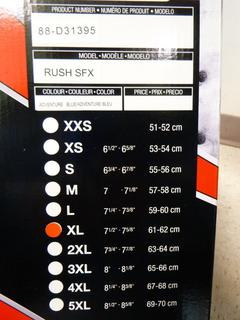 PRODUCT NUMBER • NUMÉRO DE PRODUIT • MODELO
88-D31395
MODEL • MODÈLE • MODELO
RUSH SFX
COLOUR • COULEUR • COLOR PRICE • PRIX • PRECIO
ADVENTURE BLUE/ADVENTURE BLEU
XXS 51-52 cm
XS 6 1/2" - 6 5/8" 53-54 cm
S 6 3/4" - 6 7/8" 55-56 cm
M 7 - 7 1/8" 57-58 cm
L 7 1/4" - 7 3/8" 59-60 cm
XL 7 1/2" - 7 5/8" 61-62 cm
2XL 7 3/4" - 7 7/8" 63-64 cm
3XL 8" - 8 1/8" 65-66 cm
4XL 8 1/4" - 8 3/8" 67-68 cm
5XL 8 1/2" - 8 5/8" 69-70 cm